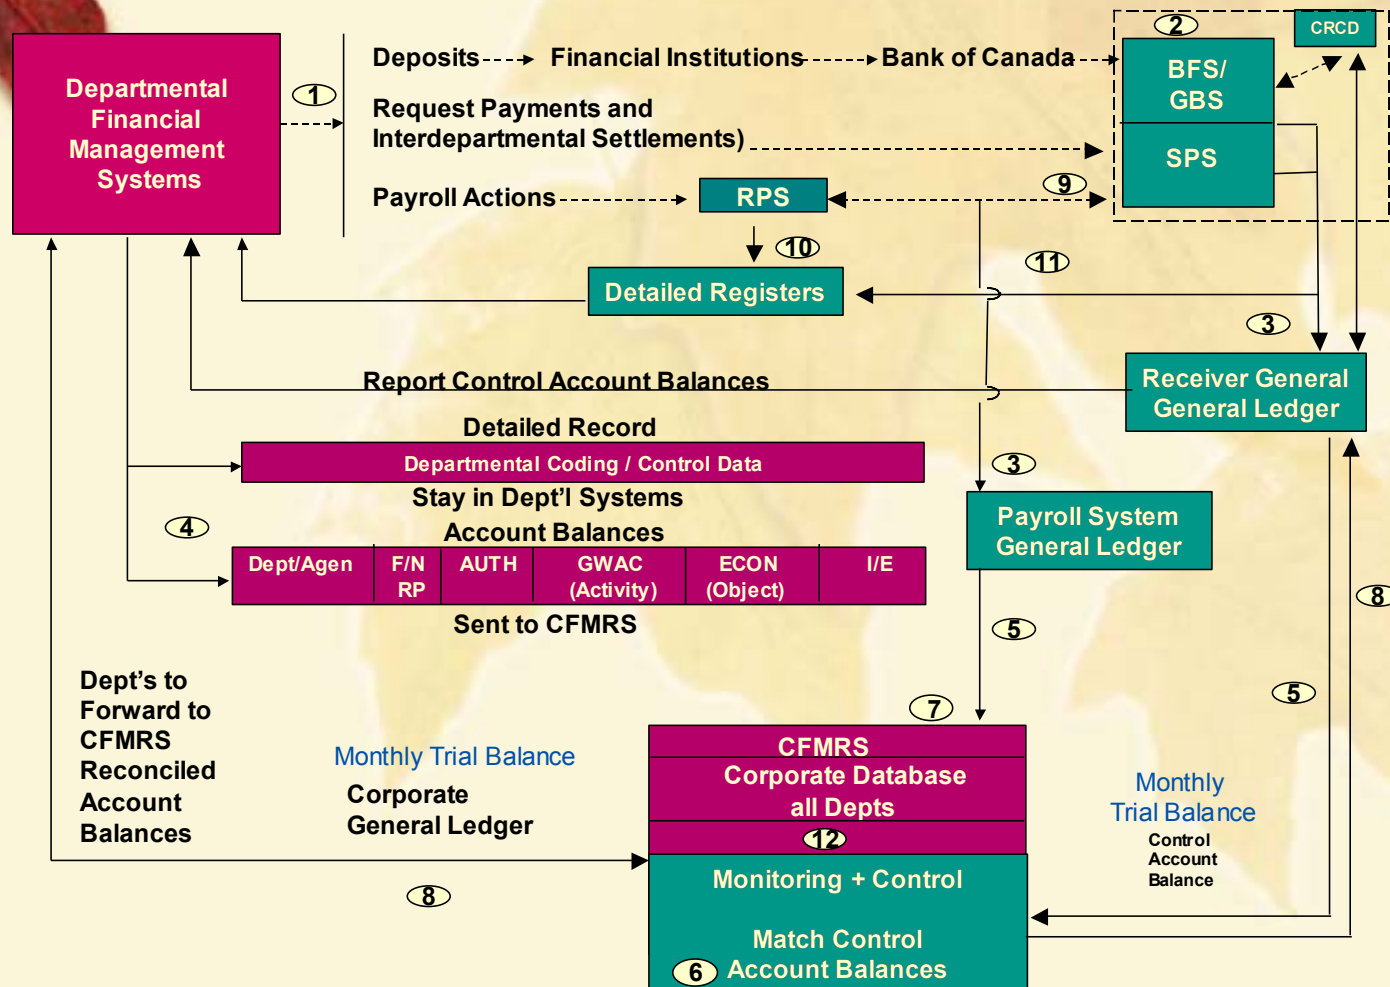 2
CRCD
Departmental
Financial
Management
Systems
1
Deposits
Financial Institutions
Bank of Canada
BFS/
GBS
Request Payments and
Interdepartmental Settlements)
SPS
Payroll Actions
RPS
9
10
11
Detailed Registers
3
Report Control Account Balances
Receiver General
General Ledger
Detailed Record
Departmental Coding / Control Data
3
Stay in Dept'l Systems
4
Account Balances
Payroll System
General Ledger
Dept/Agen
F/N
RP
AUTH
GWAC
(Activity)
ECON
(Object)
I/E
8
Sent to CFMRS
5
Dept's to
Forward to
CFMRS
Reconciled
Account
Balances
5
7
Monthly Trial Balance
Corporate
General Ledger
CFMRS
Corporate Database
all Depts
12
Monthly
Trial Balance
Control
Account
Balance
Monitoring + Control
8
Match Control
Account Balances
6